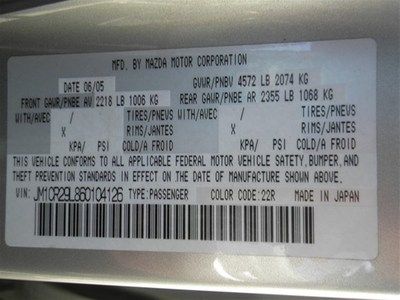 MFD. BY MAZDA MOTOR CORPORATION
DATE 06/05 GVWR/PNBV 4572 LB 2074 KG
FRONT GAWR/PNBE AV 2218 LB 1006 KG REAR GAWR/PNBE AR 2355 LB 1068 KG
WITH/AVEC / TIRES/PNEUS WITH/AVEC / TIRES/PNEUS
X RIMS/JANTES X RIMS/JANTES
KPA/ PSI COLD/FROID KPA/ PSI COLD/FROID
THIS VEHICLE CONFORMS TO ALL APPLICABLE FEDERAL MOTOR VEHICLE SAFETY, BUMPER, AND
THEFT PREVENTION STANDARDS IN EFFECT ON THE DATE OF MANUFACTURE SHOWN ABOVE.
VIN: JM1CR29L860104126 TYPE:PASSENGER COLOR CODE: 22R MADE IN JAPAN